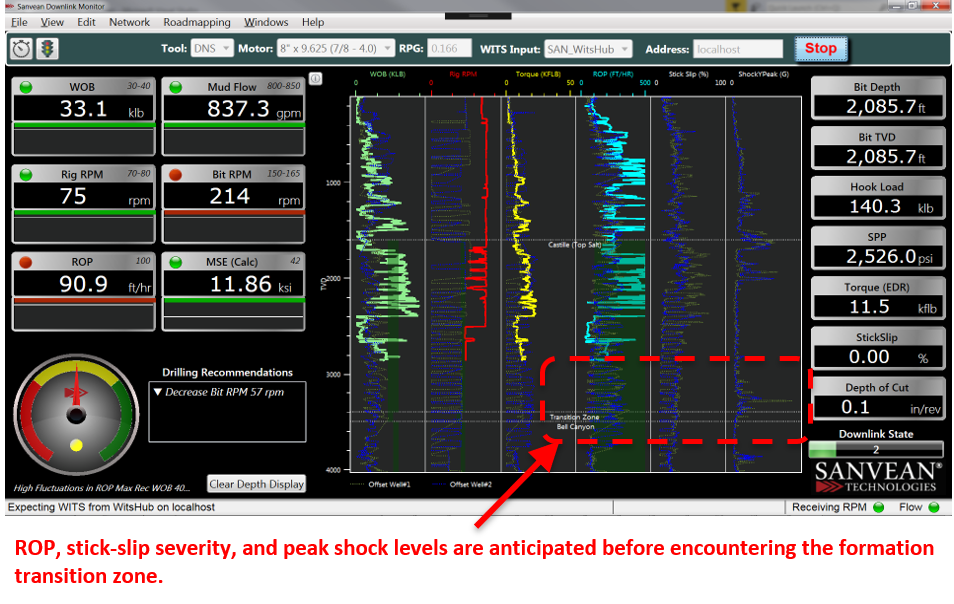 Sanvean Downlink Monitor
File View Edit Network Roadmapping Windows Help
Tool: DNS Motor: 8" x 9.625 (7/8 - 4.0) RPG: 0.166 WITS Input: SAN_WitsHub Address: localhost Stop
WOB 30-40
33.1 klb
Mud Flow 800-850
837.3 gpm
Rig RPM 70-80
75 rpm
Bit RPM 150-165
214 rpm
ROP 100
90.9 ft/hr
MSE (Calc) 42
11.86 ksi
Drilling Recommendations
▼ Decrease Bit RPM 57 rpm
High Fluctuations in ROP Max Rec WOB 40...
Clear Depth Display
WOB (KLB) Rig RPM Torque (KFLB) ROP (FT/HR) Stick Slip (%) ShockYPeak (G)
0 0 0 50 0 500 0 100 0
TVD
1000
2000
3000
4000
Castille (Top Salt)
Transition Zone
Bell Canyon
Offset Well#1 Offset Well#2
Bit Depth
2,085.7 ft
Bit TVD
2,085.7 ft
Hook Load
140.3 klb
SPP
2,526.0 psi
Torque (EDR)
11.5 kflb
StickSlip
0.00 %
Depth of Cut
0.1 in/rev
Downlink State
2
SANVEAN®
TECHNOLOGIES
Expecting WITS from WitsHub on localhost
Receiving RPM Flow
ROP, stick-slip severity, and peak shock levels are anticipated before encountering the formation
transition zone.